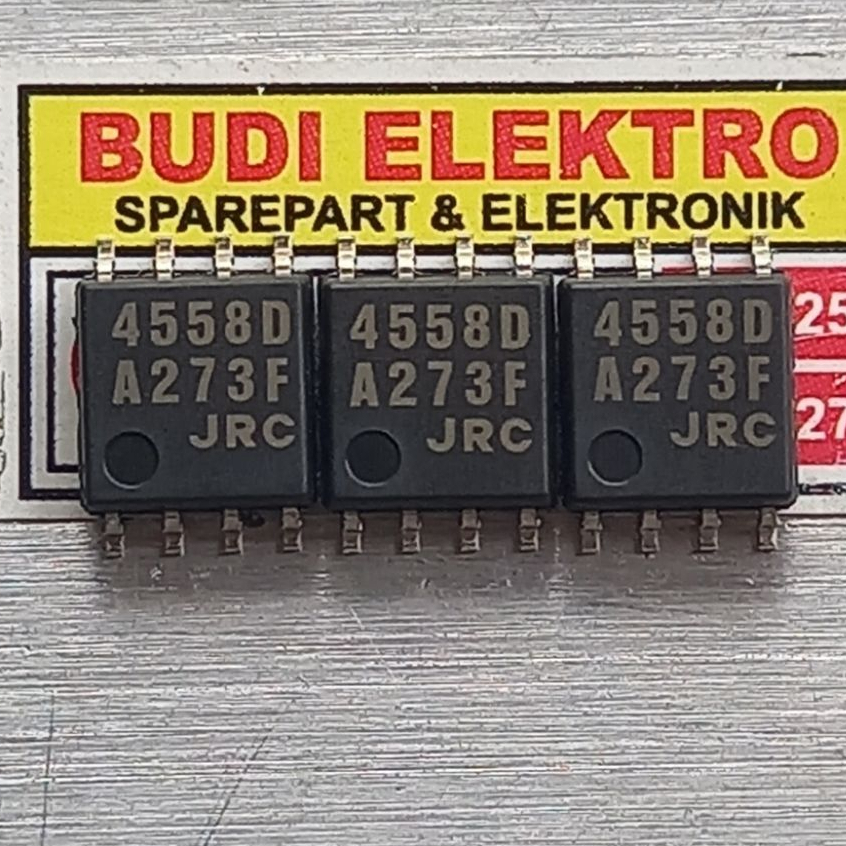 BUDI ELEKTRO
SPAREPART & ELEKTRONIK
4558D
A273F
JRC
4558D
A273F
JRC
4558D
A273F
JRC
25
27